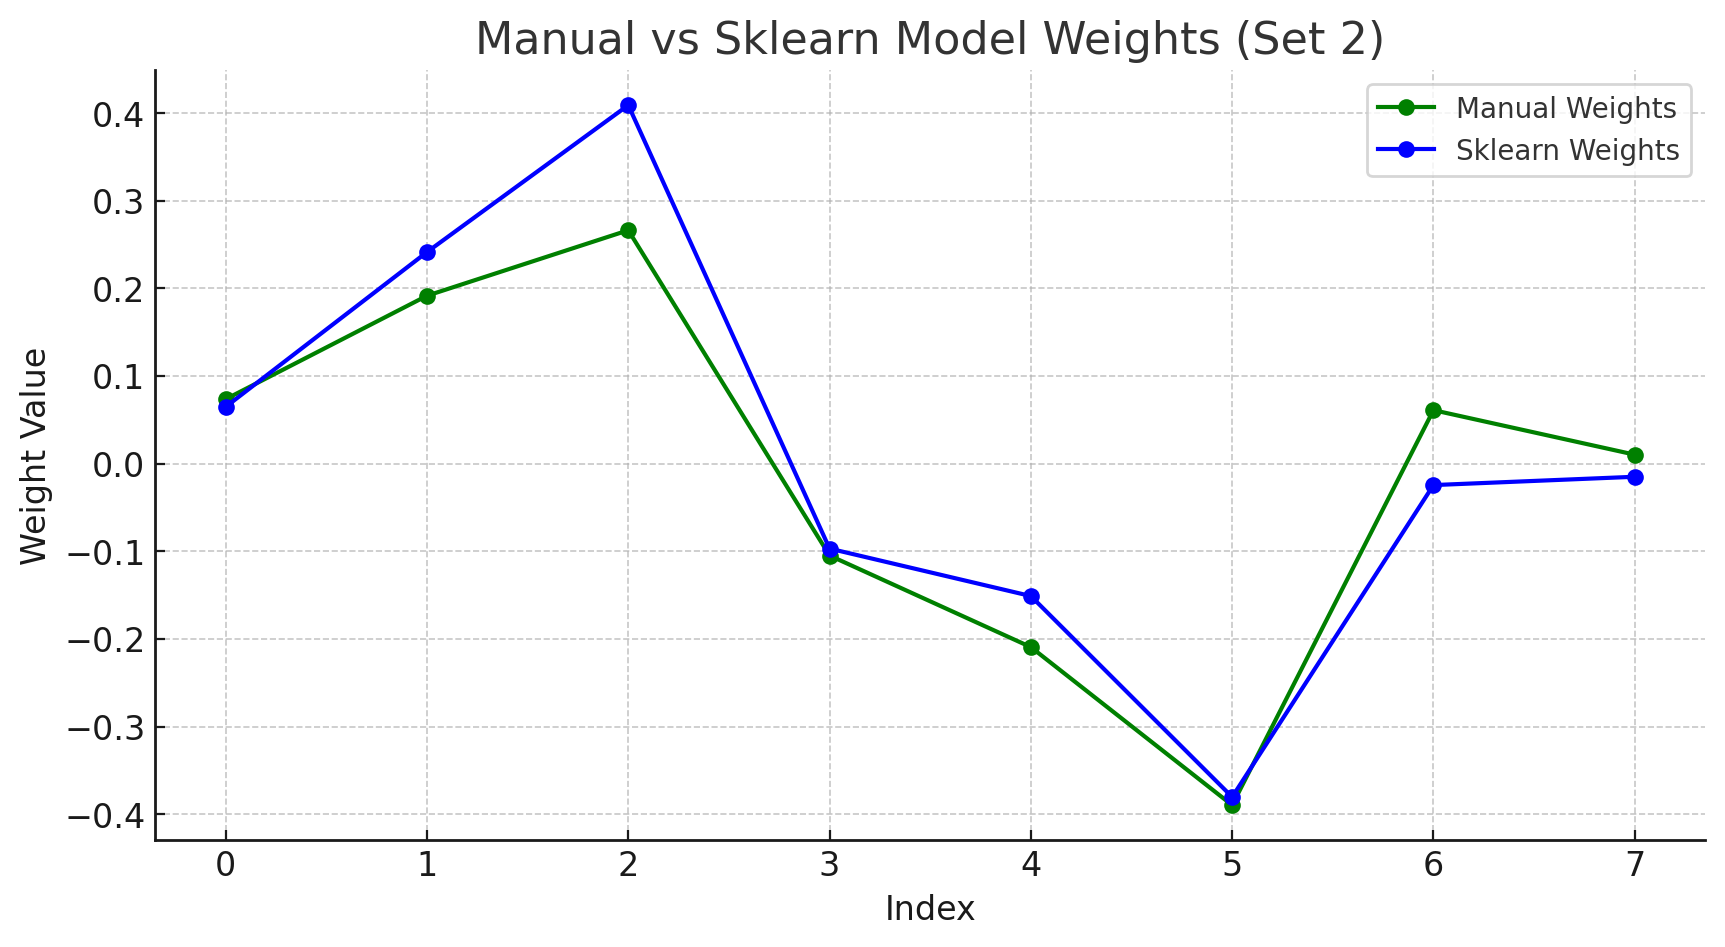 Manual vs Sklearn Model Weights (Set 2)
Manual Weights
Sklearn Weights
Weight Value
0.4
0.3
0.2
0.1
0.0
−0.1
−0.2
−0.3
−0.4
0 1 2 3 4 5 6 7
Index